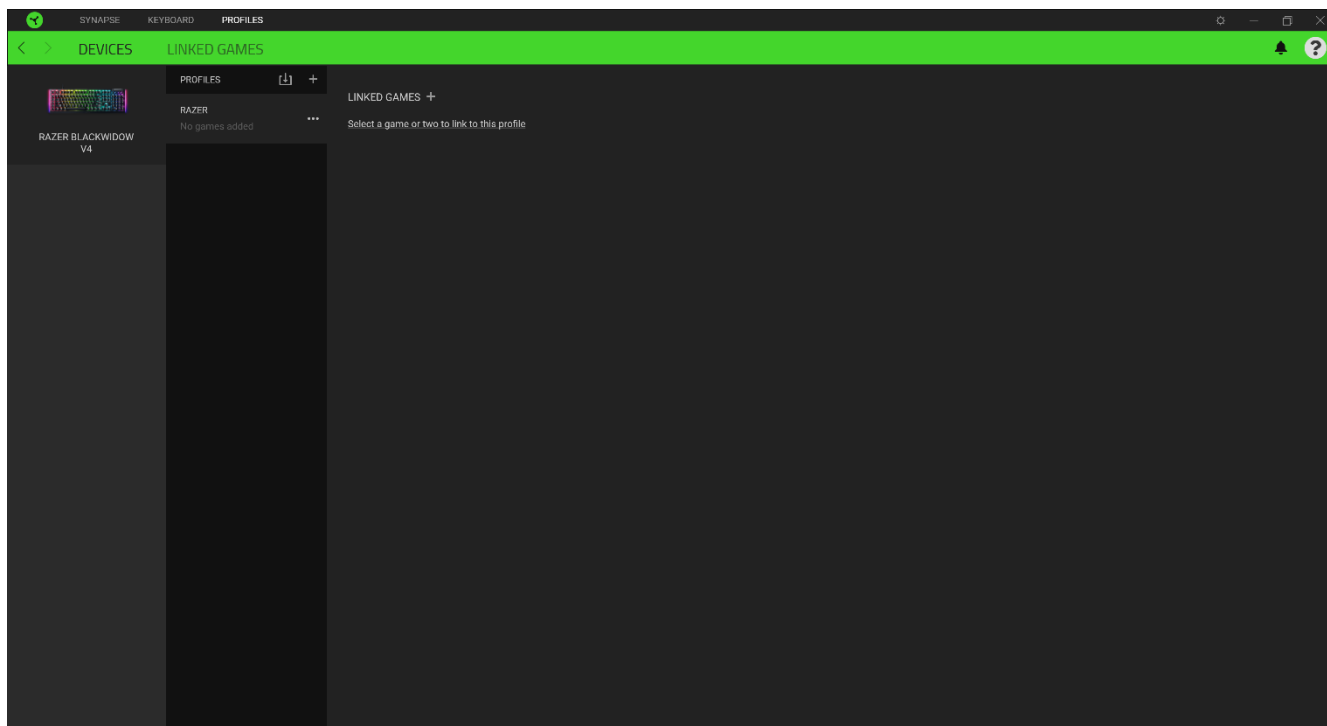 SYNAPSE KEYBOARD PROFILES
DEVICES LINKED GAMES
?
RAZER BLACKWIDOW
V4
PROFILES
RAZER
No games added
LINKED GAMES +
Select a game or two to link to this profile